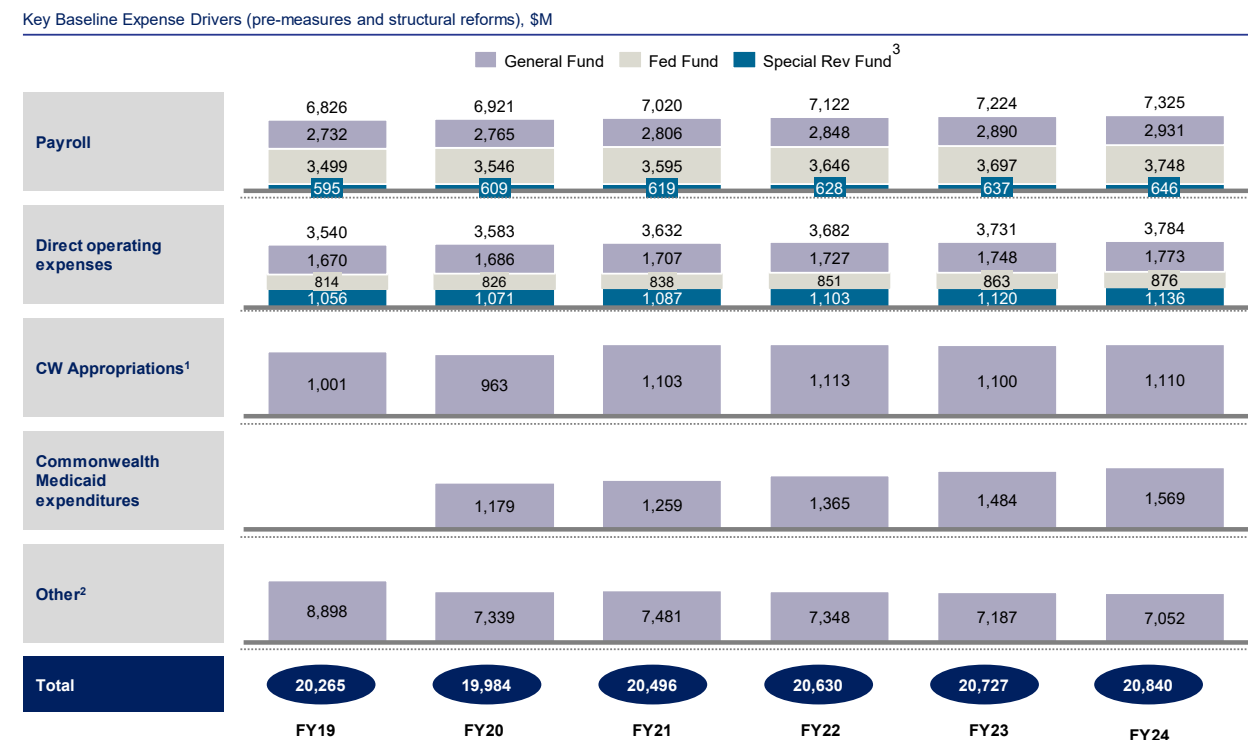 Key Baseline Expense Drivers (pre-measures and structural reforms), $M
General Fund Fed Fund Special Rev Fund3
Payroll
6,826 6,921 7,020 7,122 7,224 7,325
2,732 2,765 2,806 2,848 2,890 2,931
3,499 3,546 3,595 3,646 3,697 3,748
595 609 619 628 637 646
Direct operating
expenses
3,540 3,583 3,632 3,682 3,731 3,784
1,670 1,686 1,707 1,727 1,748 1,773
814 826 838 851 863 876
1,056 1,071 1,087 1,103 1,120 1,136
CW Appropriations1
1,001 963 1,103 1,113 1,100 1,110
Commonwealth
Medicaid
expenditures
1,179 1,259 1,365 1,484 1,569
Other2
8,898 7,339 7,481 7,348 7,187 7,052
Total
20,265 19,984 20,496 20,630 20,727 20,840
FY19 FY20 FY21 FY22 FY23 FY24